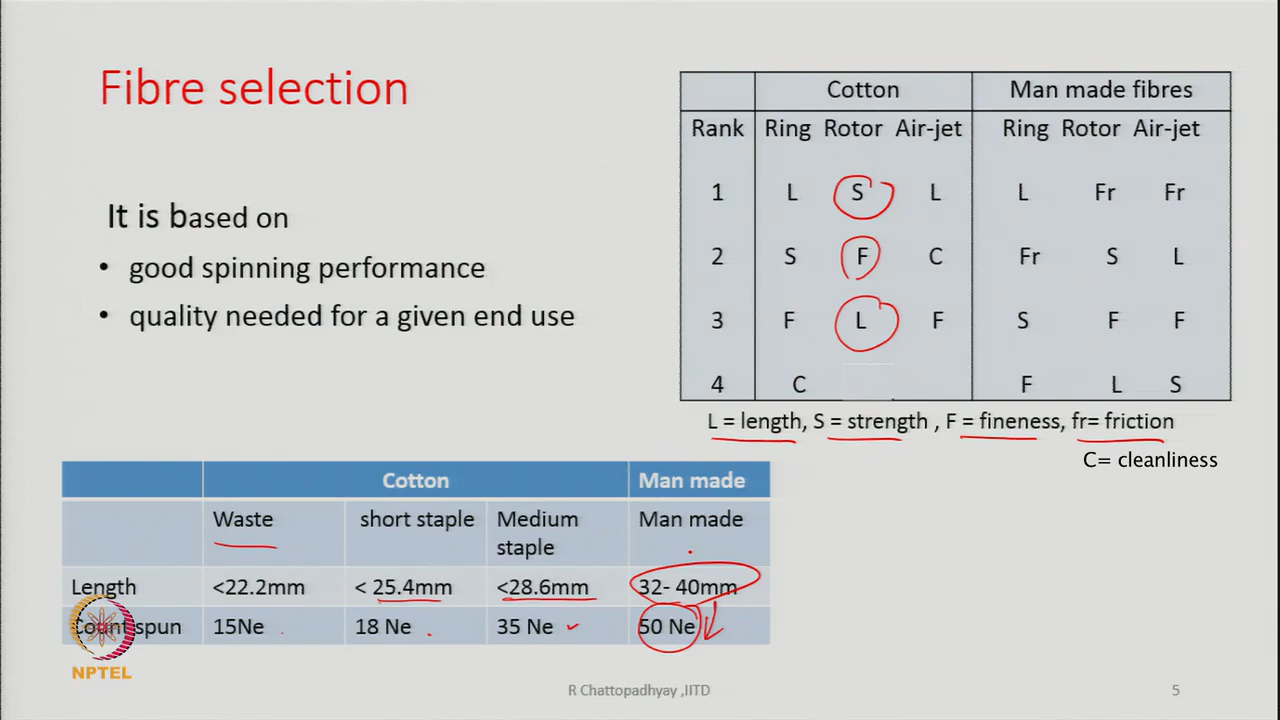 Fibre selection
It is based on
• good spinning performance
• quality needed for a given end use
Cotton Man made fibres
Rank Ring Rotor Air-jet Ring Rotor Air-jet
1 L S L L Fr Fr
2 S F C Fr S L
3 F L F S F F
4 C F L S
L = length, S = strength , F = fineness, fr= friction
C= cleanliness
Cotton Man made
Waste short staple Medium staple Man made
Length <22.2mm < 25.4mm <28.6mm 32- 40mm
Count spun 15Ne 18 Ne 35 Ne 50 Ne
NPTEL
R Chattopadhyay ,IITD
5